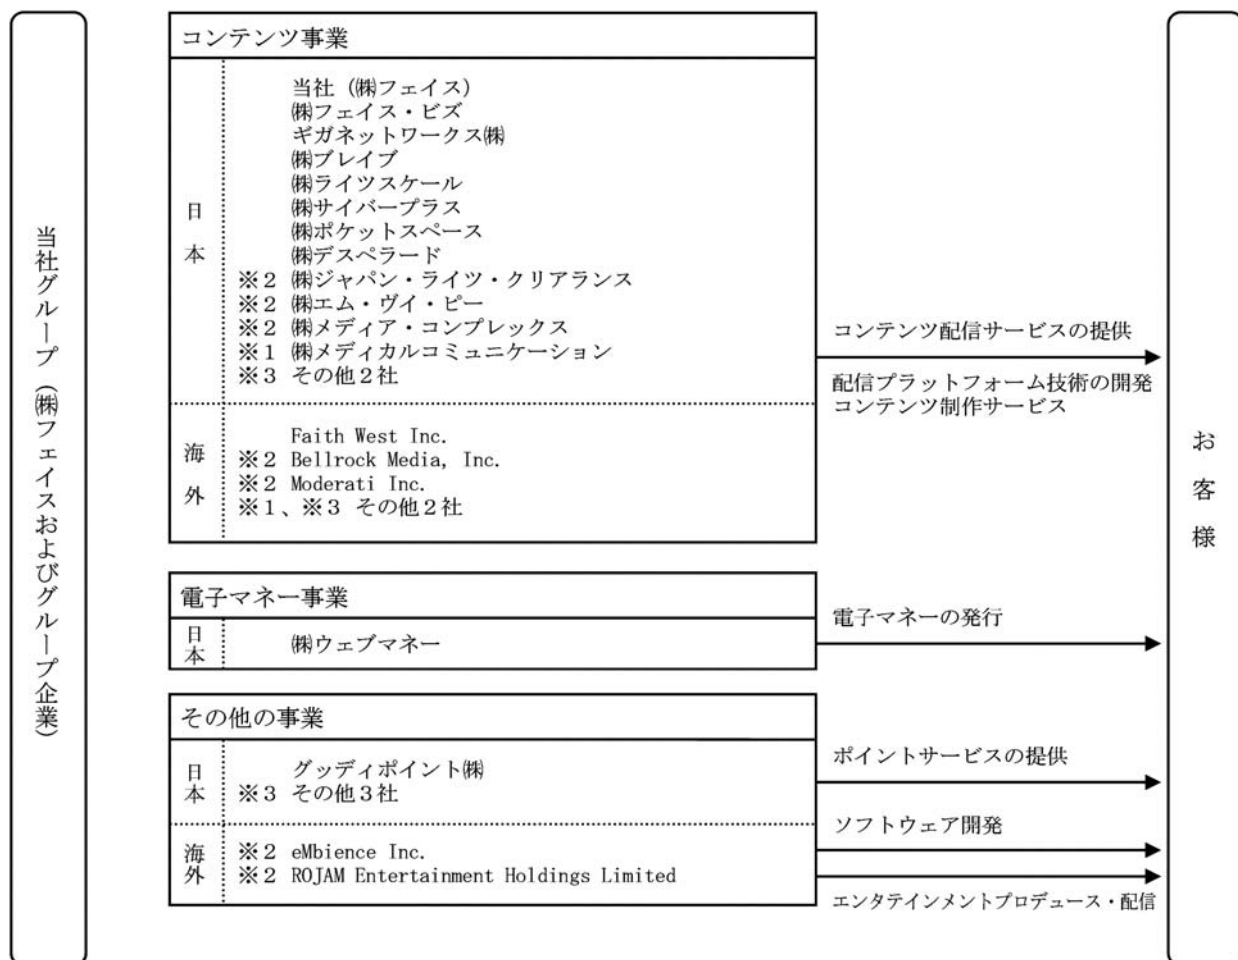 当社グループ（㈱フェイスおよびグループ企業）
コンテンツ事業
日本
当社（㈱フェイス）
㈱フェイス・ビズ
ギガネットワークス㈱
㈱ブレイブ
㈱ライツスケール
㈱サイバープラス
㈱ポケットスペース
㈱デスペラード
※２ ㈱ジャパン・ライツ・クリアランス
※２ ㈱エム・ヴイ・ピー
※２ ㈱メディア・コンプレックス
※１ ㈱メディカルコミュニケーション
※３ その他２社
海外
Faith West Inc.
※２ Bellrock Media, Inc.
※２ Moderati Inc.
※１、※３ その他２社
コンテンツ配信サービスの提供
配信プラットフォーム技術の開発
コンテンツ制作サービス
電子マネー事業
日本
㈱ウェブマネー
電子マネーの発行
その他の事業
日本
グッディポイント㈱
※３ その他３社
海外
※２ eMbience Inc.
※２ ROJAM Entertainment Holdings Limited
ポイントサービスの提供
ソフトウェア開発
エンタテインメントプロデュース・配信
お客様